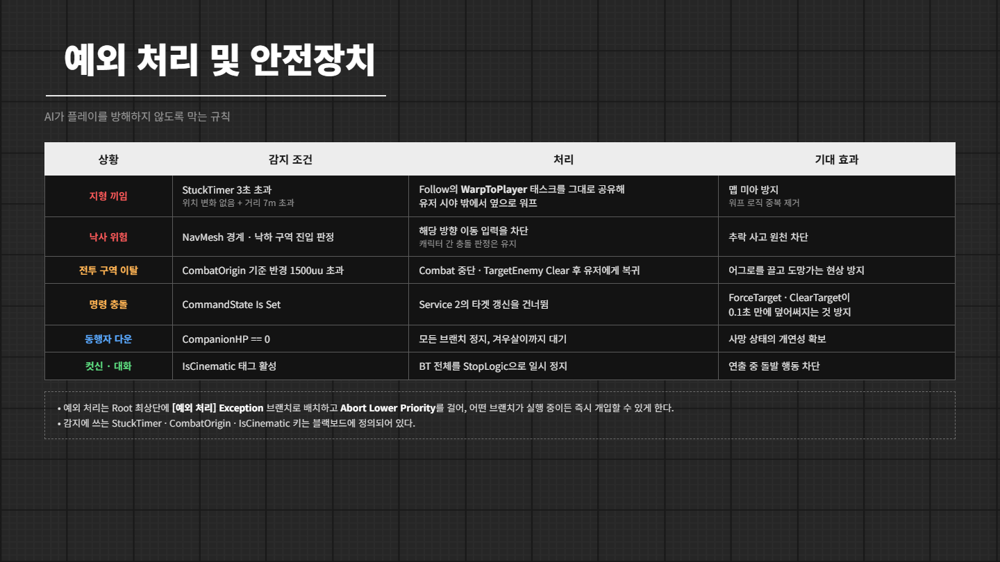 예외 처리 및 안전장치
AI가 플레이를 방해하지 않도록 막는 규칙
상황 감지 조건 처리 기대 효과
지형 끼임
StuckTimer 3초 초과
위치 변화 없음 + 거리 7m 초과
Follow의 WarpToPlayer 태스크를 그대로 공유해
유저 시야 밖에서 옆으로 워프
맵 미아 방지
워프 로직 중복 제거
낙사 위험
NavMesh 경계 · 낙하 구역 진입 판정
해당 방향 이동 입력을 차단
캐릭터 간 충돌 판정은 유지
추락 사고 원천 차단
전투 구역 이탈
CombatOrigin 기준 반경 1500uu 초과
Combat 중단 · TargetEnemy Clear 후 유저에게 복귀
어그로를 끌고 도망가는 현상 방지
명령 충돌
CommandState Is Set
Service 2의 타겟 갱신을 건너뜀
ForceTarget · ClearTarget이
0.1초 만에 덮어써지는 것 방지
동행자 다운
CompanionHP == 0
모든 브랜치 정지, 겨우살이까지 대기
사망 상태의 개연성 확보
컷신 · 대화
IsCinematic 태그 활성
BT 전체를 StopLogic으로 일시 정지
연출 중 돌발 행동 차단
• 예외 처리는 Root 최상단에 [예외 처리] Exception 브랜치로 배치하고 Abort Lower Priority를 걸어, 어떤 브랜치가 실행 중이든 즉시 개입할 수 있게 한다.
• 감지에 쓰는 StuckTimer · CombatOrigin · IsCinematic 키는 블랙보드에 정의되어 있다.